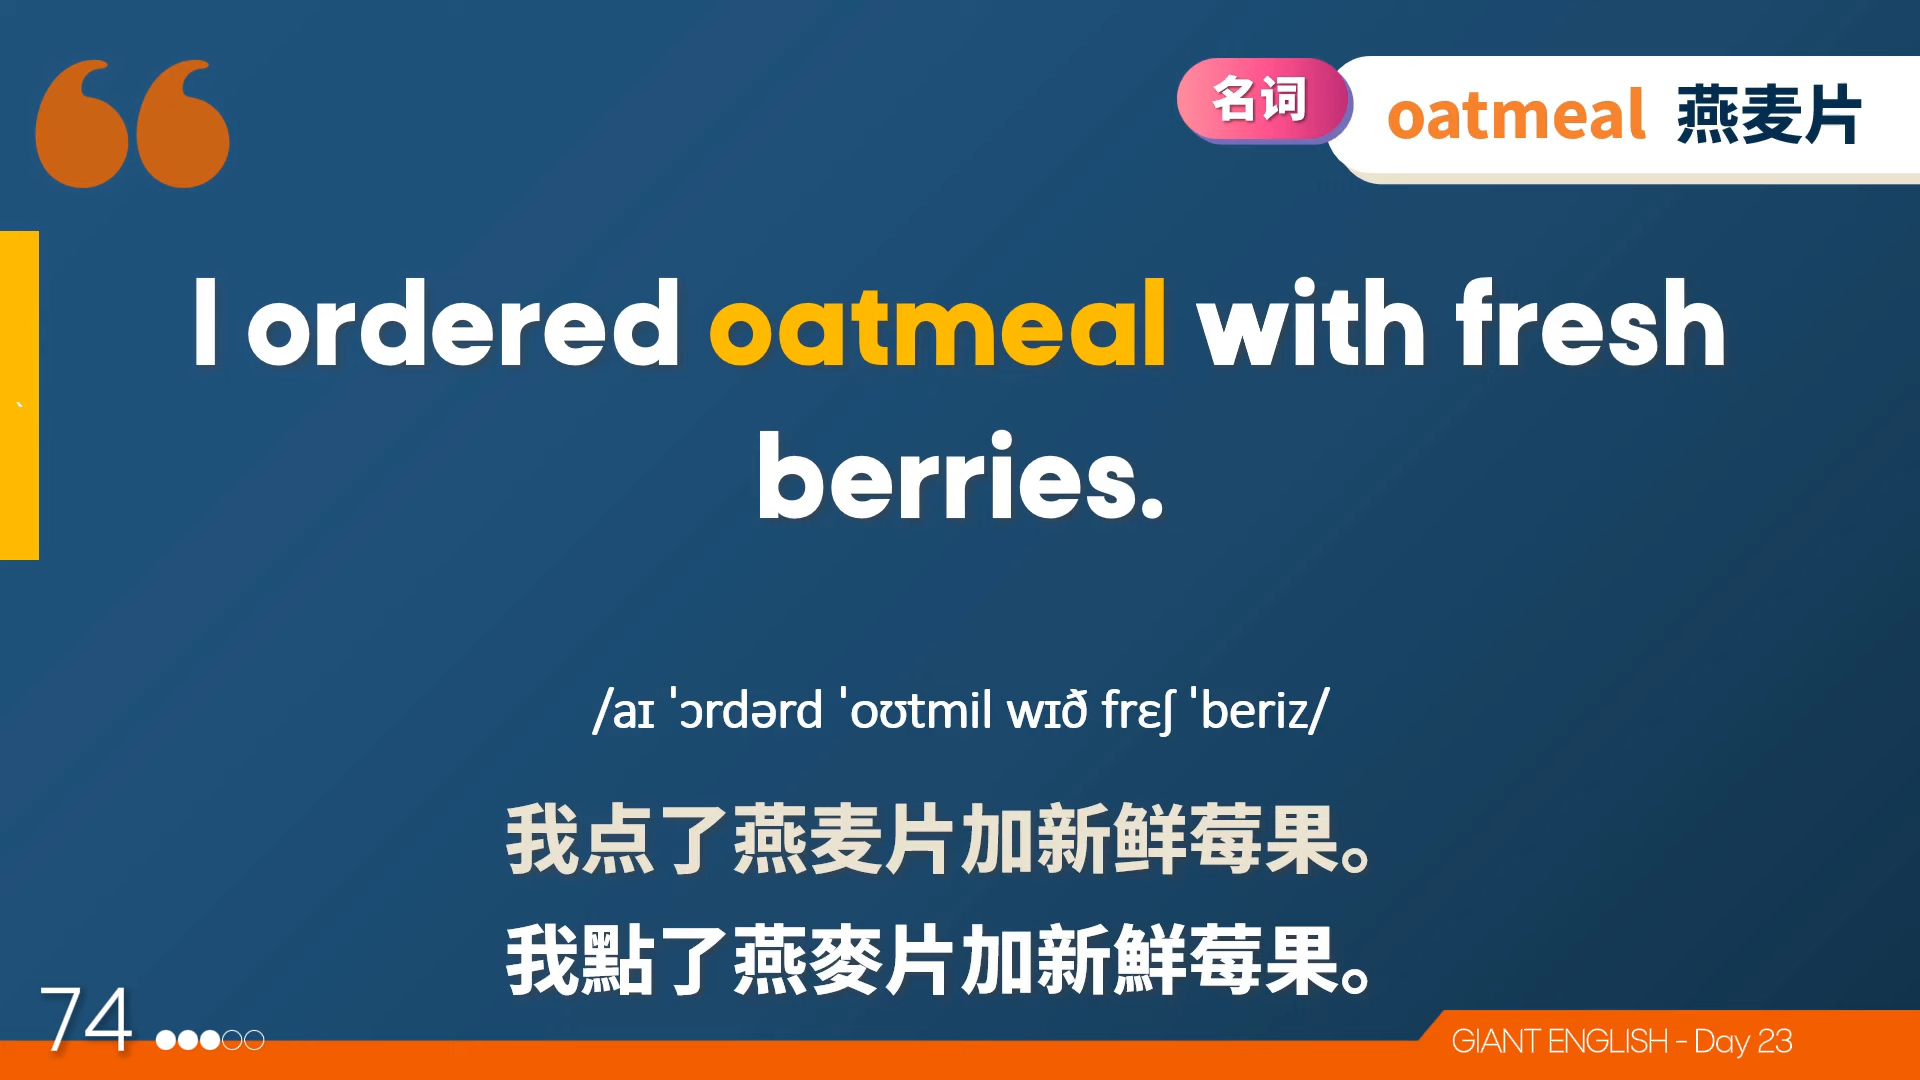 名词
oatmeal 燕麦片
I ordered oatmeal with fresh
berries.
/aɪ ˈɔrdərd ˈoʊtmil wɪð frɛʃ ˈberiz/
我点了燕麦片加新鲜莓果。
我點了燕麥片加新鮮莓果。
74
GIANT ENGLISH - Day 23